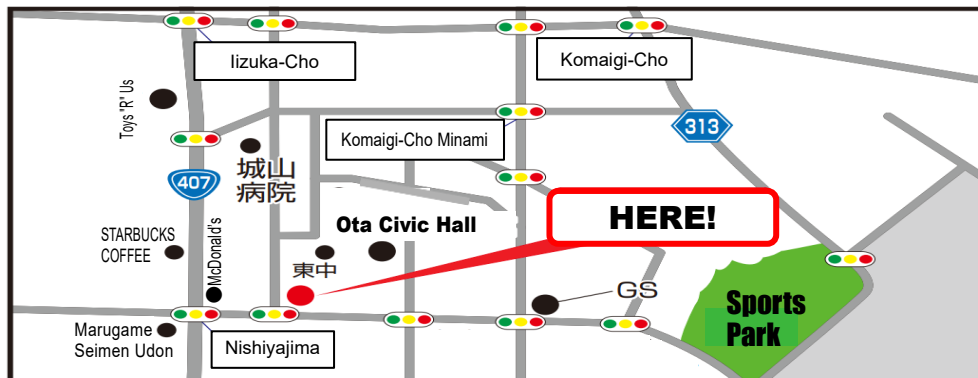 Iizuka-Cho
Komaigi-Cho
Toys "R" Us
Komaigi-Cho Minami
313
城山
病院
407
HERE!
Ota Civic Hall
STARBUCKS
COFFEE
McDonald's
東中
GS
Sports
Park
Marugame
Seimen Udon
Nishiyajima